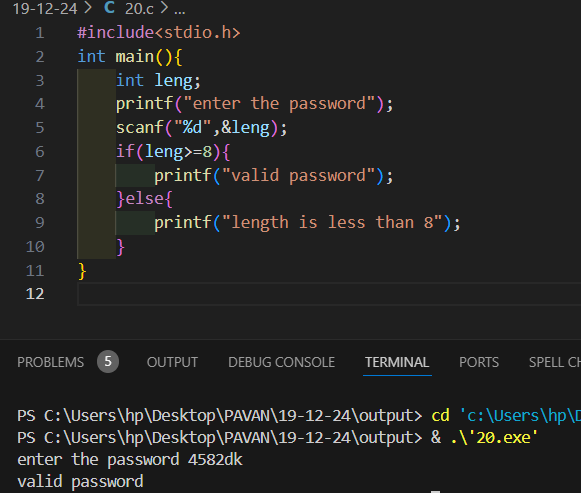 19-12-24 > C 20.c > ...
1 #include<stdio.h>
2 int main(){
3 int leng;
4 printf("enter the password");
5 scanf("%d",&leng);
6 if(leng>=8){
7 printf("valid password");
8 }else{
9 printf("length is less than 8");
10 }
11 }
12
PROBLEMS 5 OUTPUT DEBUG CONSOLE TERMINAL PORTS SPELL CH
PS C:\Users\hp\Desktop\PAVAN\19-12-24\output> cd 'c:\Users\hp\D
PS C:\Users\hp\Desktop\PAVAN\19-12-24\output> & .\'20.exe'
enter the password 4582dk
valid password